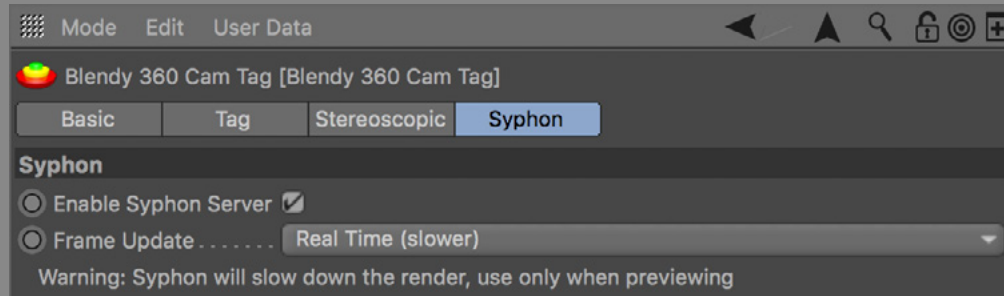 Mode Edit User Data
Blendy 360 Cam Tag [Blendy 360 Cam Tag]
Basic Tag Stereoscopic Syphon
Syphon
Enable Syphon Server
Frame Update....... Real Time (slower)
Warning: Syphon will slow down the render, use only when previewing